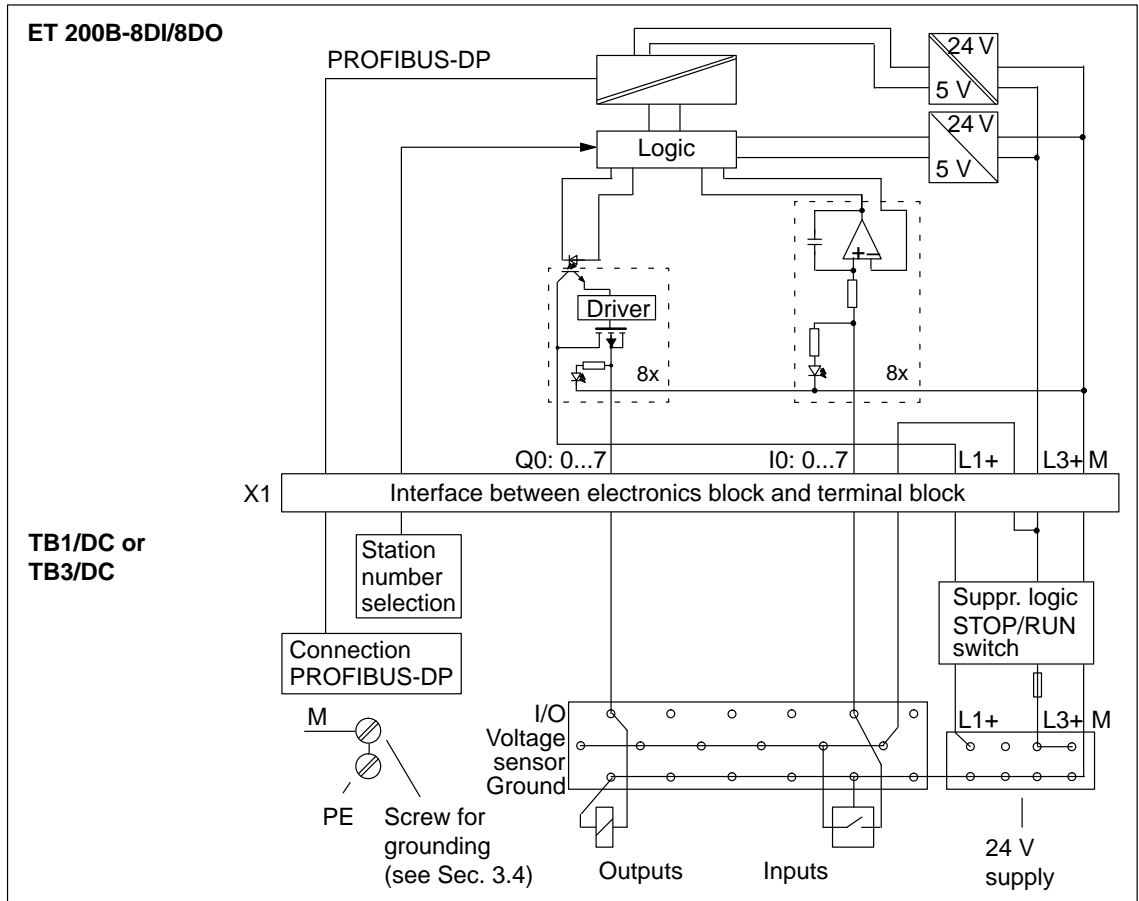 ET 200B-8DI/8DO
PROFIBUS-DP
24 V
5 V
Logic
24 V
5 V
+ −
Driver
8x
8x
Q0: 0...7
I0: 0...7
L1+
L3+ M
X1
Interface between electronics block and terminal block
TB1/DC or
TB3/DC
Station
number
selection
Suppr. logic
STOP/RUN
switch
Connection
PROFIBUS-DP
M
I/O
Voltage
sensor
Ground
L1+
L3+ M
PE
Screw for
grounding
(see Sec. 3.4)
Outputs
Inputs
24 V
supply